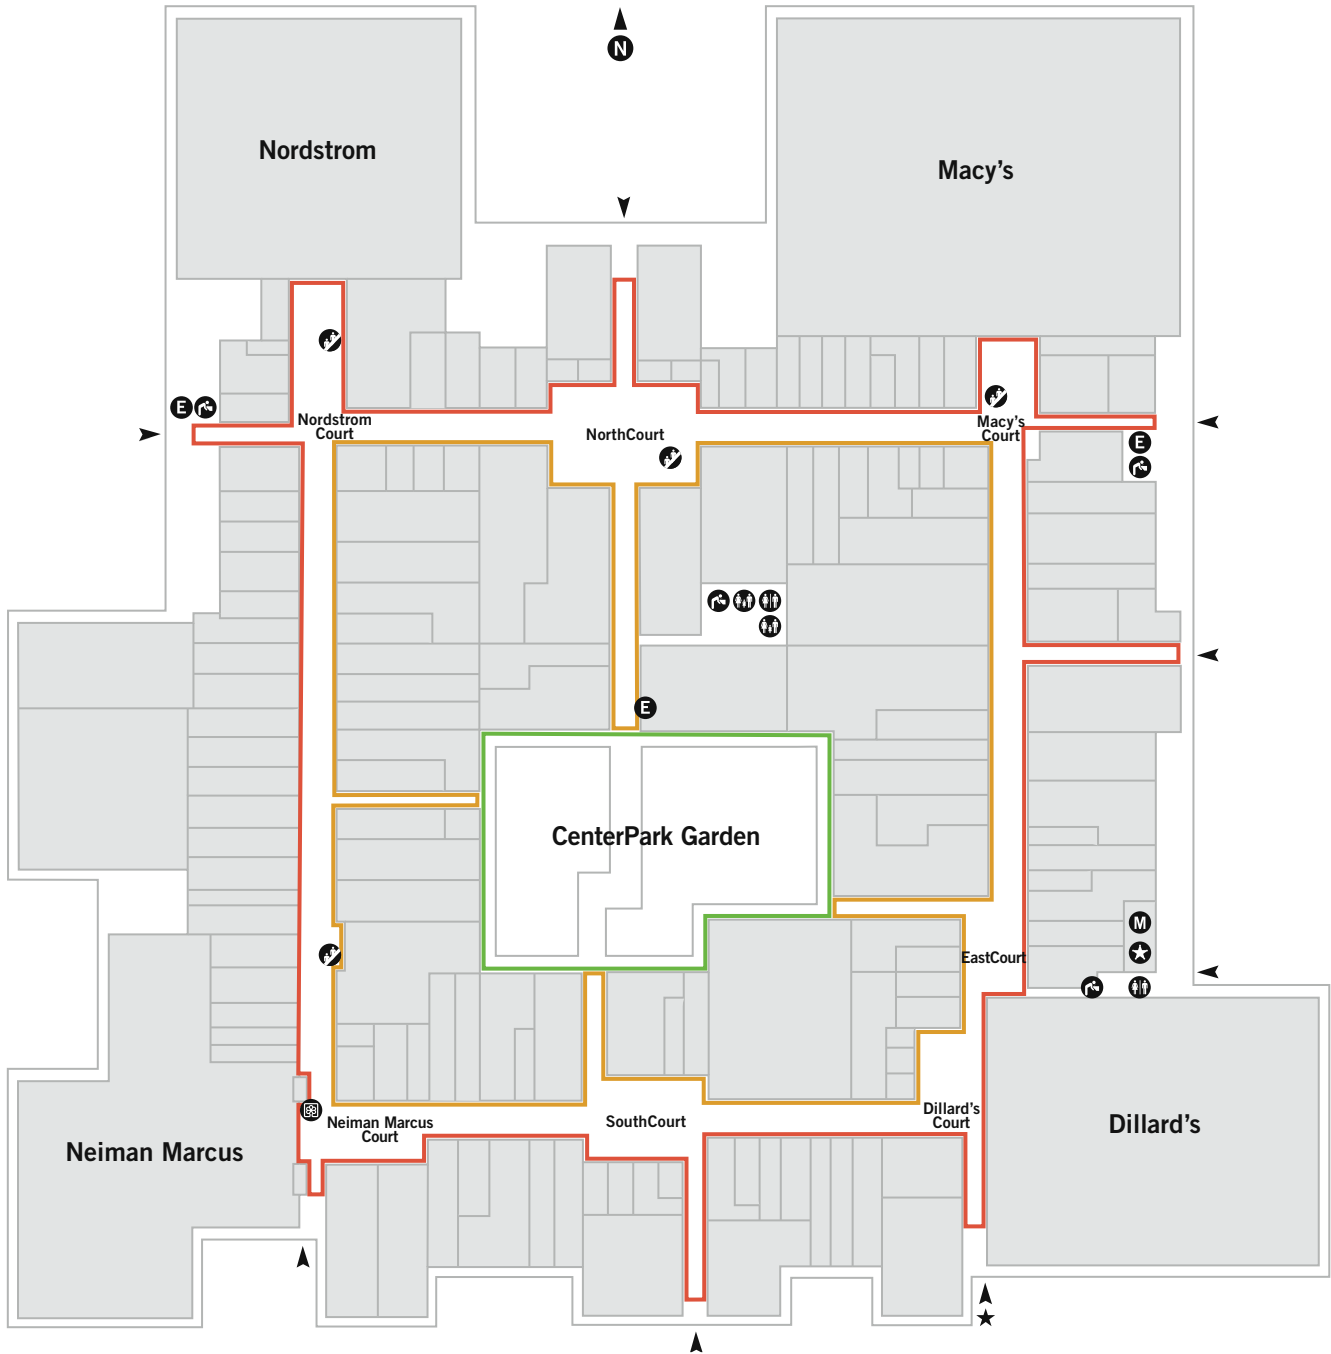 N
Nordstrom
Macy's
E
Nordstrom
Court
NorthCourt
Macy's
Court
E
E
CenterPark Garden
M
EastCourt
Neiman Marcus
Court
SouthCourt
Dillard's
Court
Dillard's
Neiman Marcus